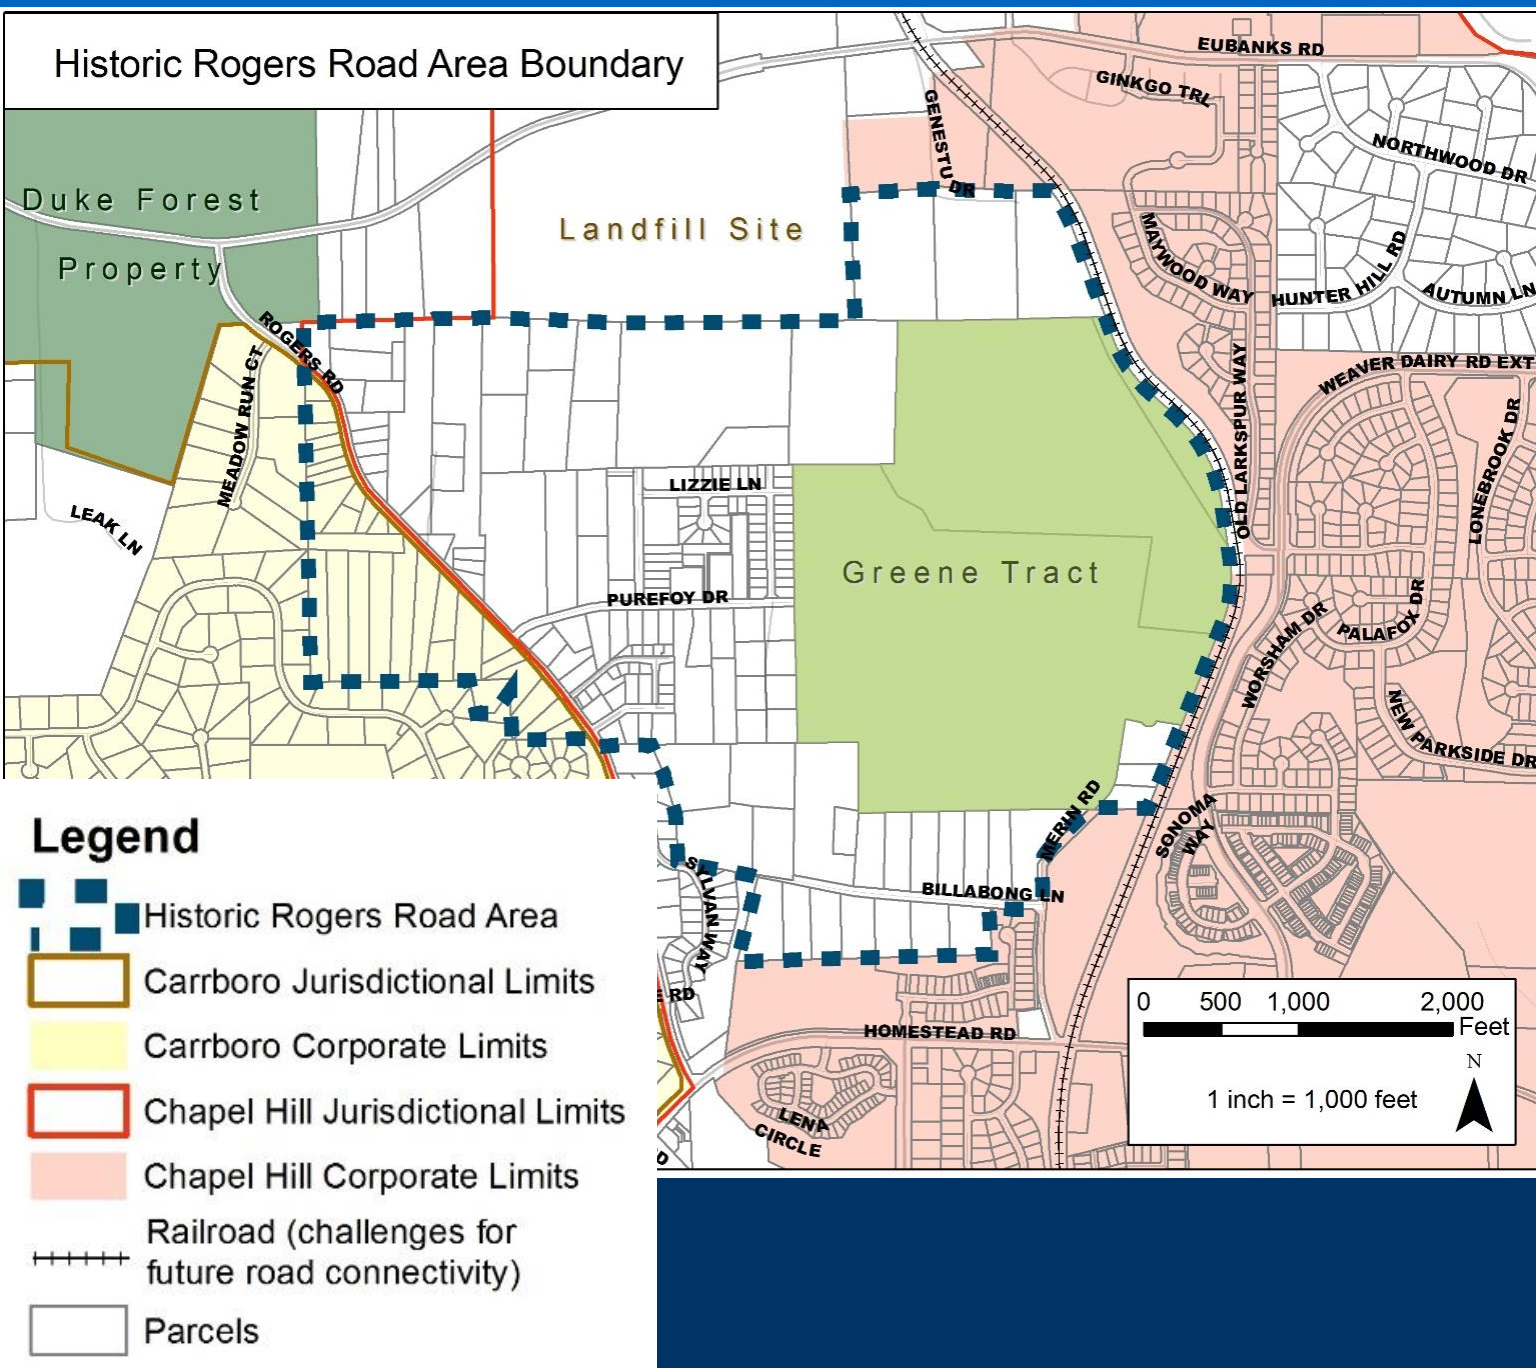 Historic Rogers Road Area Boundary
EUBANKS RD
GINKGO TRL
GENESTU DR
NORTHWOOD DR
Duke Forest
Property
Landfill Site
MAYWOOD WAY
HUNTER HILL RD
AUTUMN LN
ROGERS RD
MEADOW RUN CT
OLD LARKSPUR WAY
WEAVER DAIRY RD EXT
LONEBROOK DR
LEAK LN
LIZZIE LN
Greene Tract
PUREFOY DR
WORSHAM DR
PALAFOX DR
NEW PARKSIDE DR
MERIN RD
SONOMA
WAY
SYLVAN WAY
BILLABONG LN
E RD
HOMESTEAD RD
LENA
CIRCLE
D
Legend
Historic Rogers Road Area
Carrboro Jurisdictional Limits
Carrboro Corporate Limits
Chapel Hill Jurisdictional Limits
Chapel Hill Corporate Limits
Railroad (challenges for
future road connectivity)
Parcels
0 500 1,000 2,000
Feet
N
1 inch = 1,000 feet